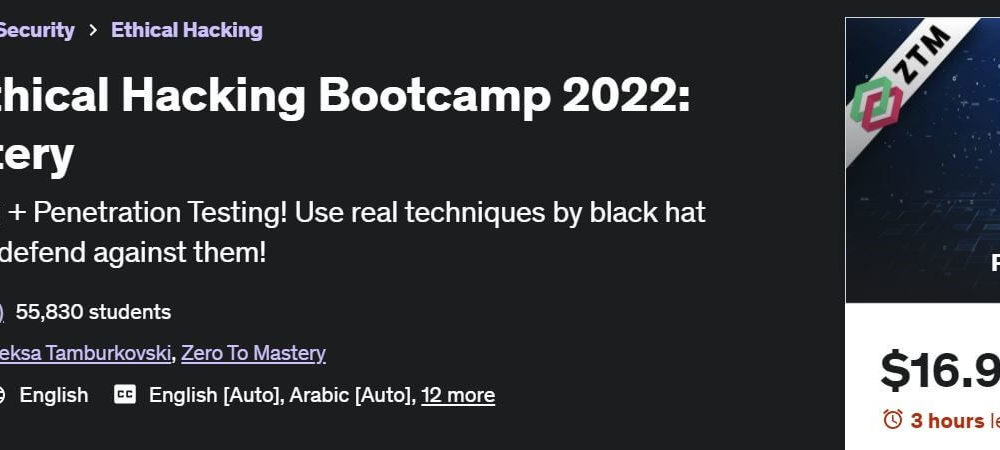 Security > Ethical Hacking
ZTM
thical Hacking Bootcamp 2022:
tery
+ Penetration Testing! Use real techniques by black hat
defend against them!
) 55,830 students
eksa Tamburkovski, Zero To Mastery
English CC English [Auto], Arabic [Auto], 12 more
$16.9
3 hours le